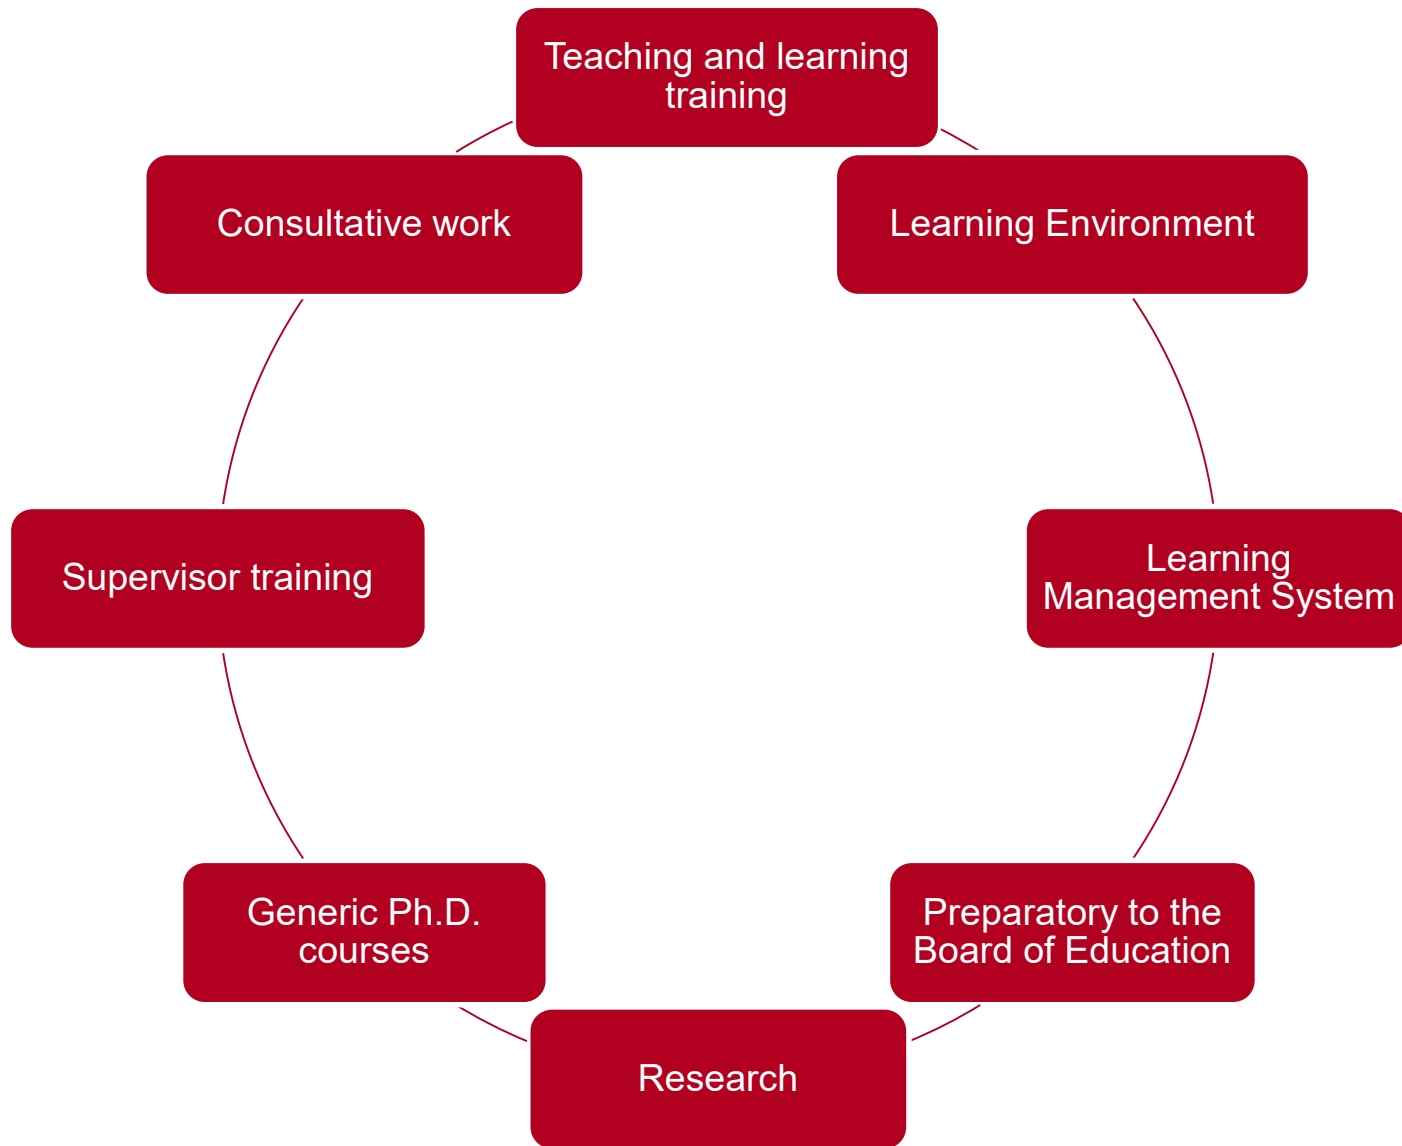 Teaching and learning
training
Learning Environment
Learning
Management System
Preparatory to the
Board of Education
Research
Generic Ph.D.
courses
Supervisor training
Consultative work